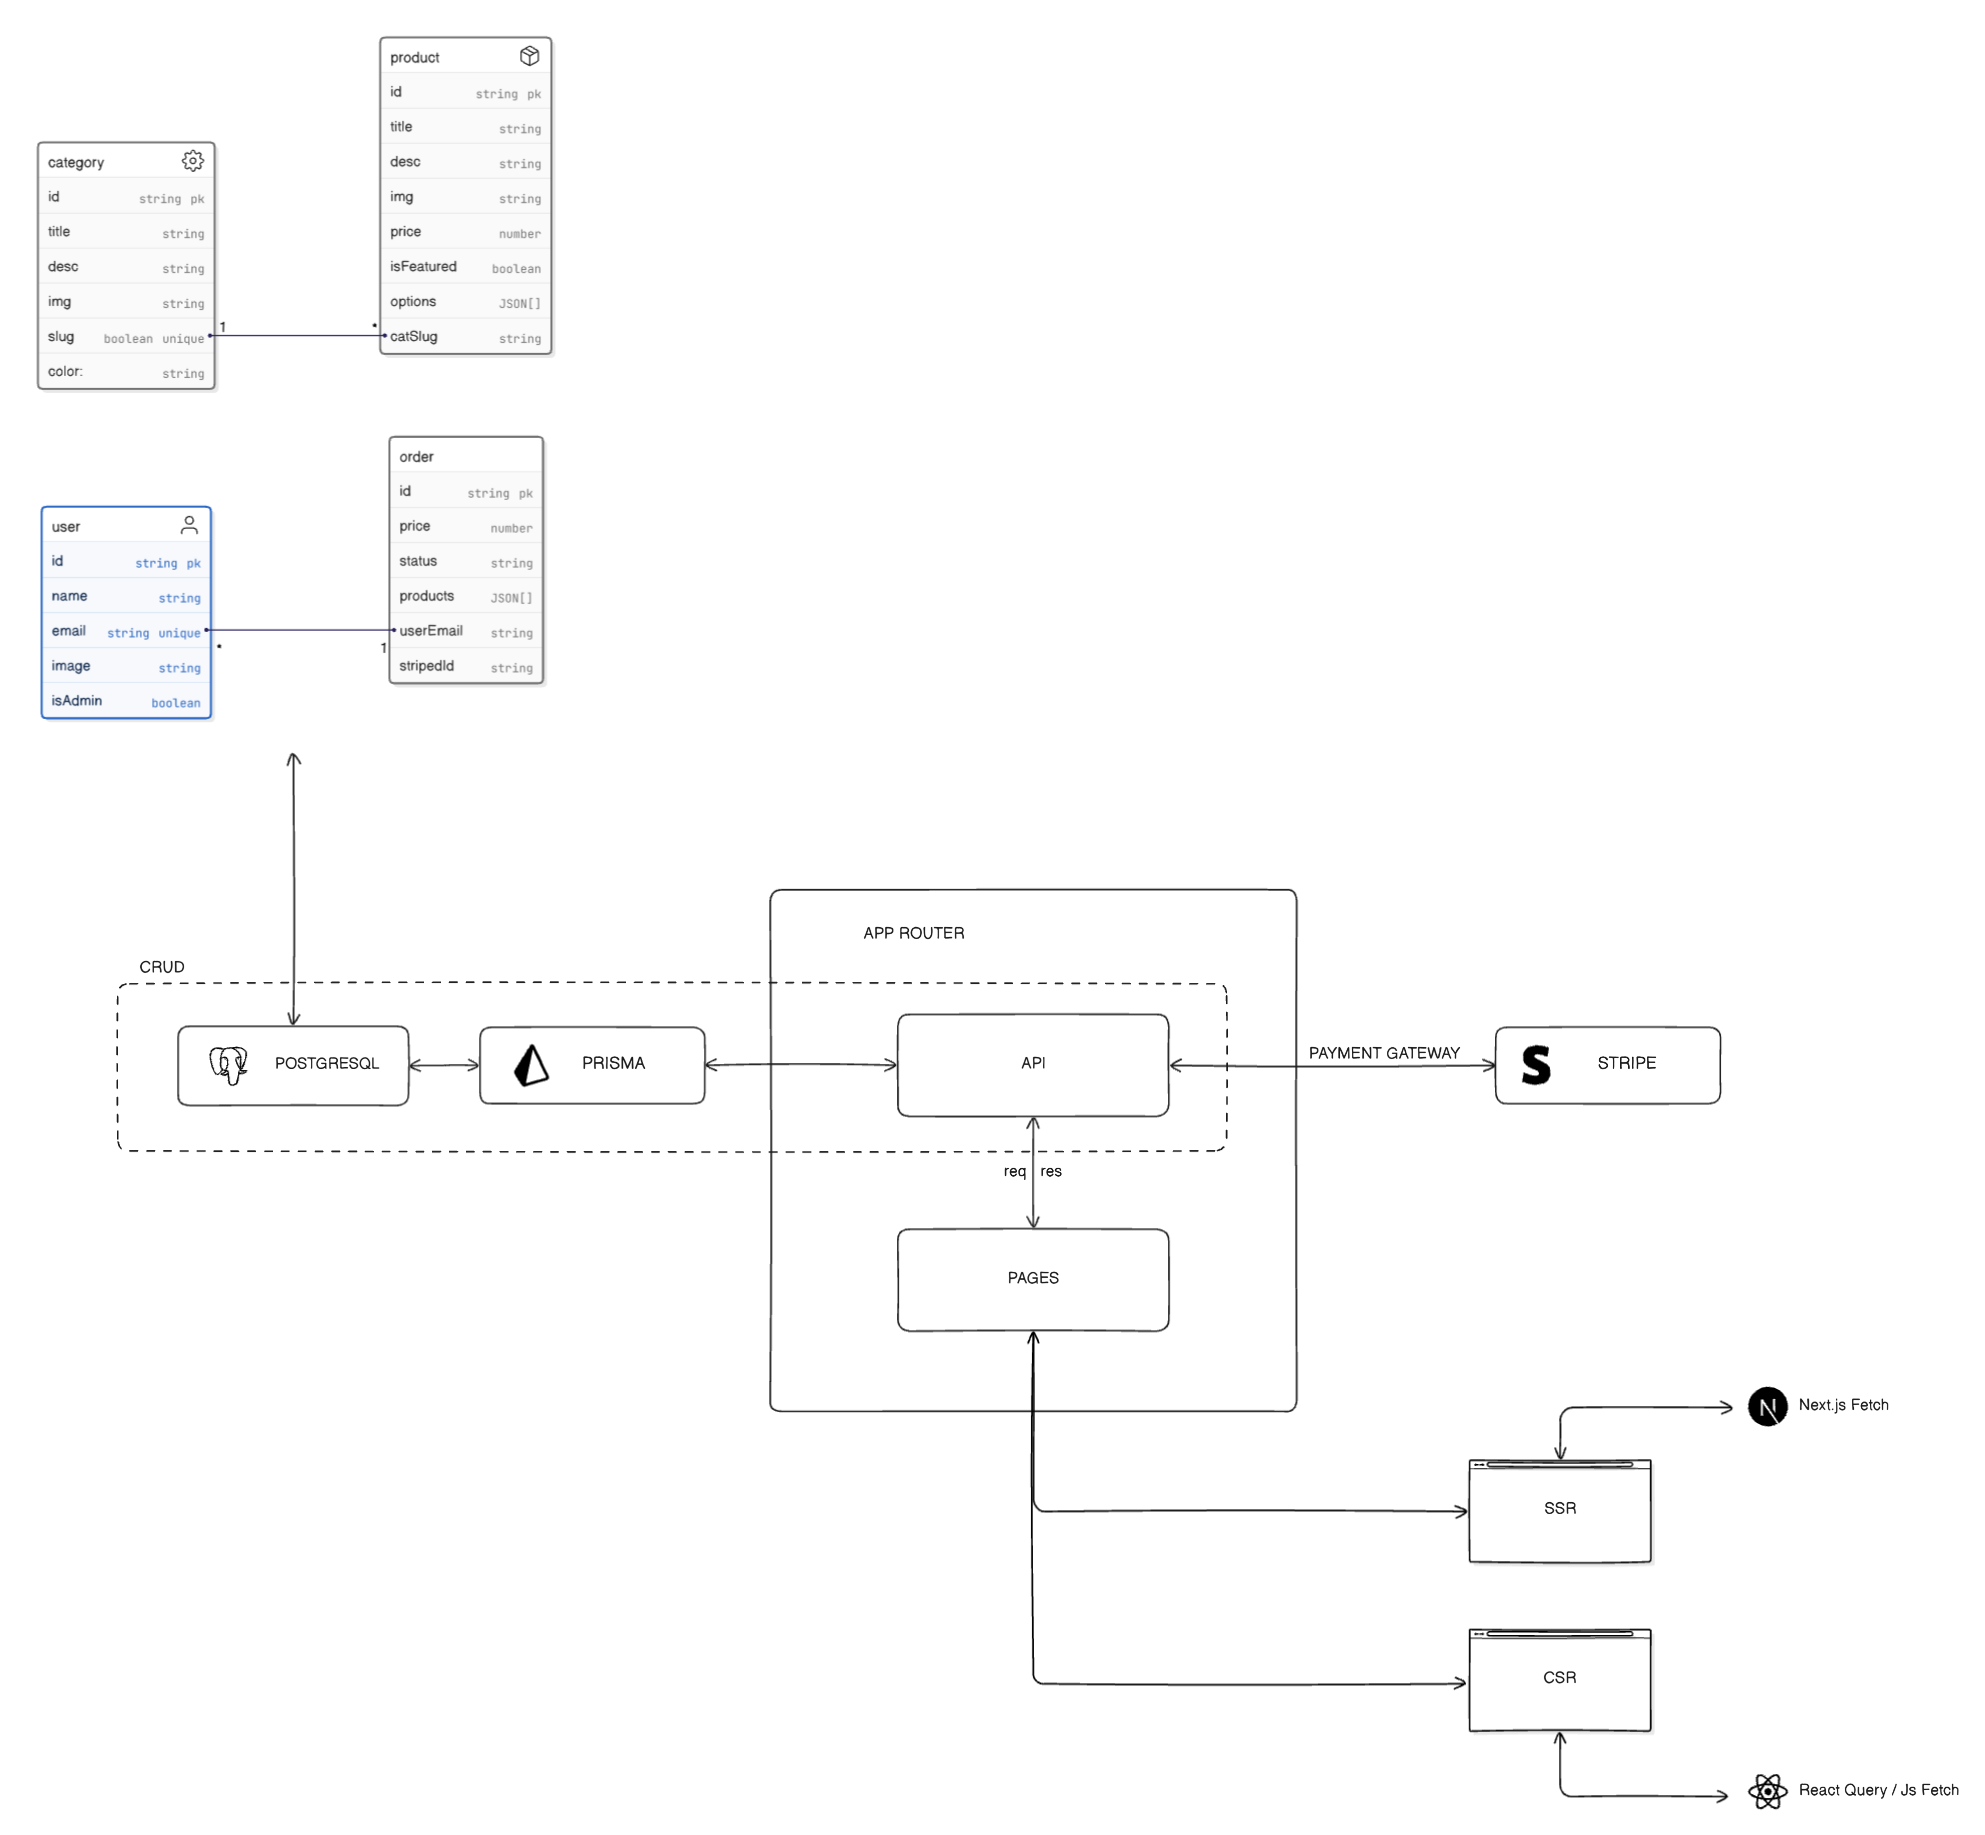 product
id string pk
title string
desc string
img string
price number
isFeatured boolean
options JSON[]
catSlug string
category
id string pk
title string
desc string
img string
slug boolean unique
color: string
1
*
order
id string pk
price number
status string
products JSON[]
userEmail string
stripedId string
user
id string pk
name string
email string unique
image string
isAdmin boolean
*
1
APP ROUTER
CRUD
POSTGRESQL
PRISMA
API
PAYMENT GATEWAY
STRIPE
req res
PAGES
Next.js Fetch
SSR
CSR
React Query / Js Fetch